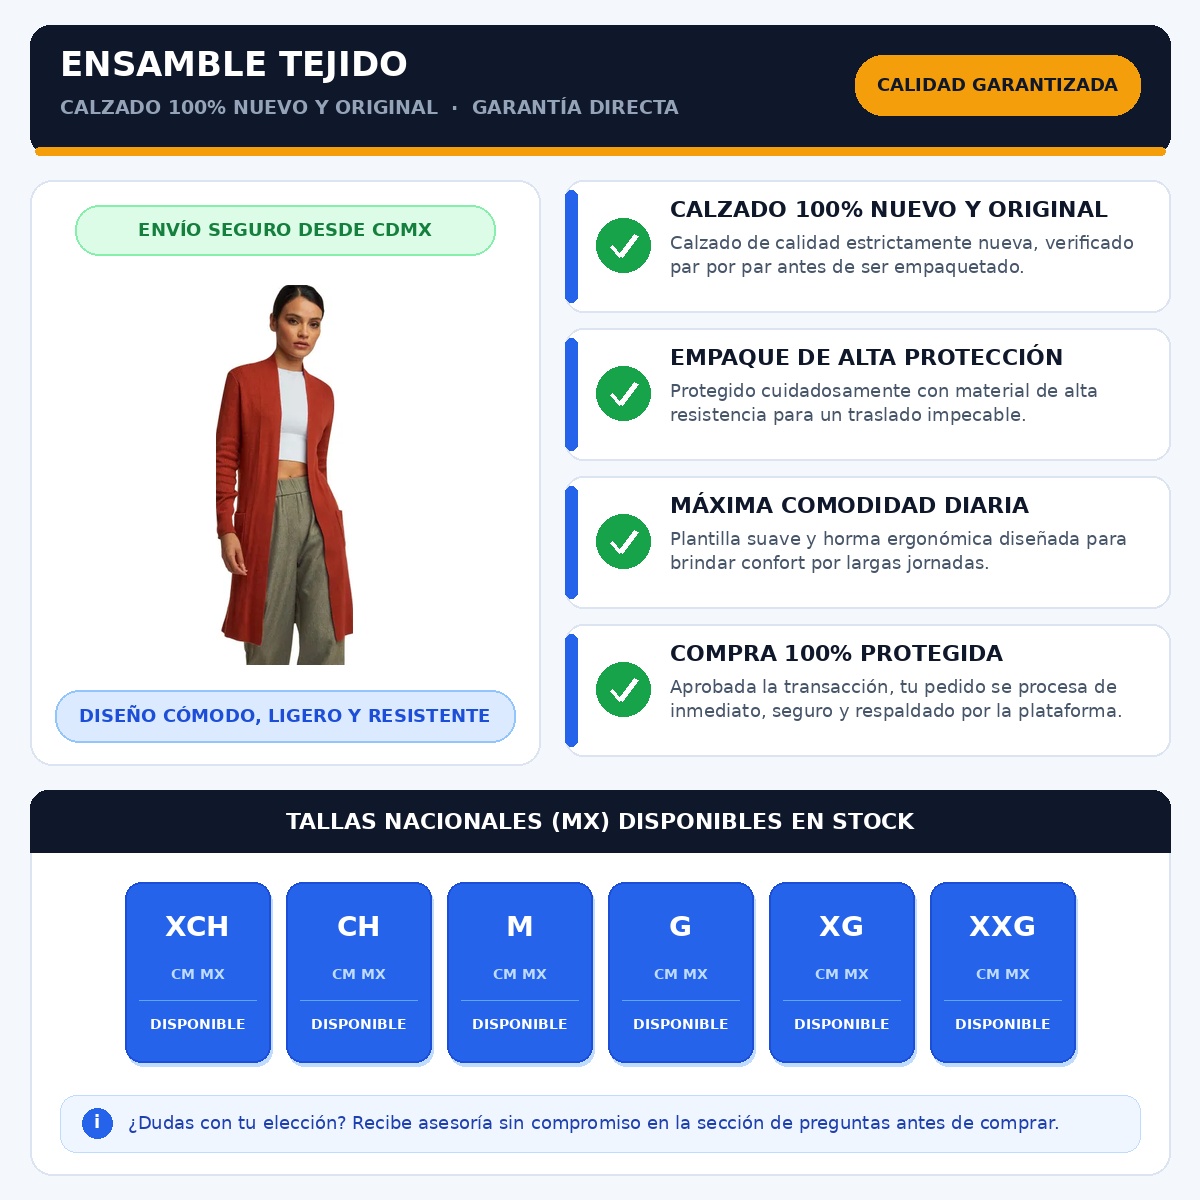 ENSAMBLE TEJIDO
CALZADO 100% NUEVO Y ORIGINAL · GARANTÍA DIRECTA
CALIDAD GARANTIZADA
ENVÍO SEGURO DESDE CDMX
DISEÑO CÓMODO, LIGERO Y RESISTENTE
CALZADO 100% NUEVO Y ORIGINAL
Calzado de calidad estrictamente nueva, verificado
par por par antes de ser empaquetado.
EMPAQUE DE ALTA PROTECCIÓN
Protegido cuidadosamente con material de alta
resistencia para un traslado impecable.
MÁXIMA COMODIDAD DIARIA
Plantilla suave y horma ergonómica diseñada para
brindar confort por largas jornadas.
COMPRA 100% PROTEGIDA
Aprobada la transacción, tu pedido se procesa de
inmediato, seguro y respaldado por la plataforma.
TALLAS NACIONALES (MX) DISPONIBLES EN STOCK
XCH
CM MX
DISPONIBLE
CH
CM MX
DISPONIBLE
M
CM MX
DISPONIBLE
G
CM MX
DISPONIBLE
XG
CM MX
DISPONIBLE
XXG
CM MX
DISPONIBLE
i ¿Dudas con tu elección? Recibe asesoría sin compromiso en la sección de preguntas antes de comprar.